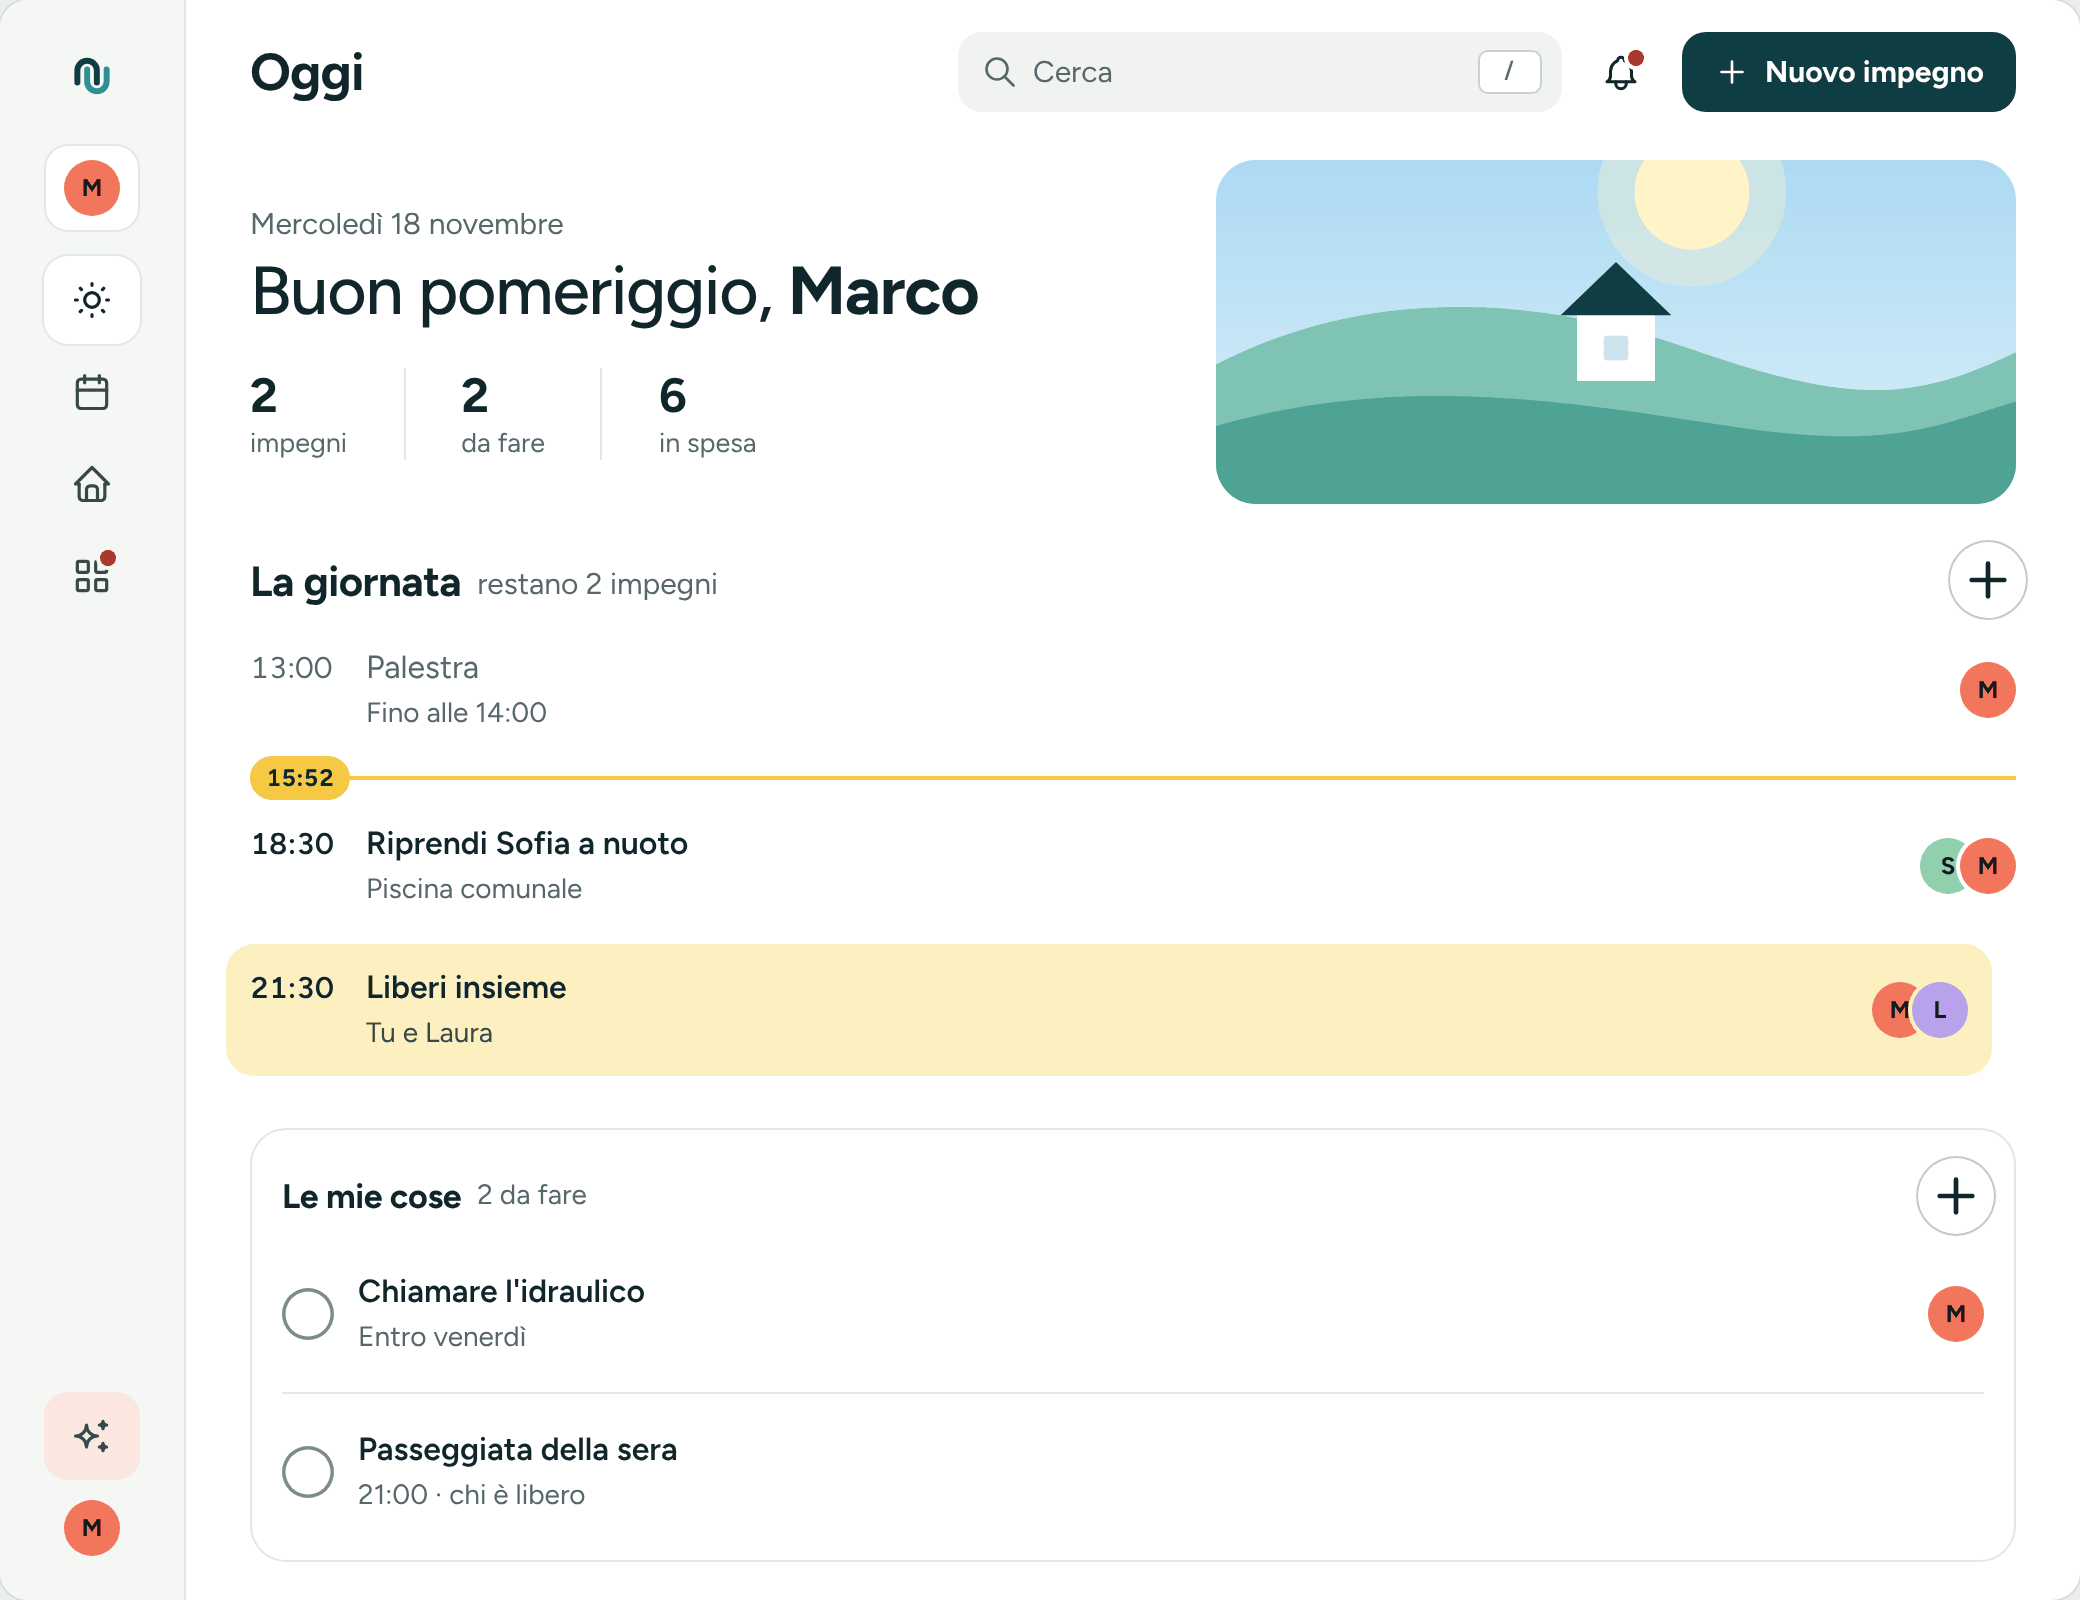 Oggi
Cerca
/
Nuovo impegno
M
Mercoledì 18 novembre
Buon pomeriggio, Marco
2
impegni
2
da fare
6
in spesa
La giornata restano 2 impegni
13:00 Palestra
Fino alle 14:00
M
15:52
18:30 Riprendi Sofia a nuoto
Piscina comunale
S M
21:30 Liberi insieme
Tu e Laura
M L
Le mie cose 2 da fare
Chiamare l'idraulico
Entro venerdì
M
Passeggiata della sera
21:00 · chi è libero
M